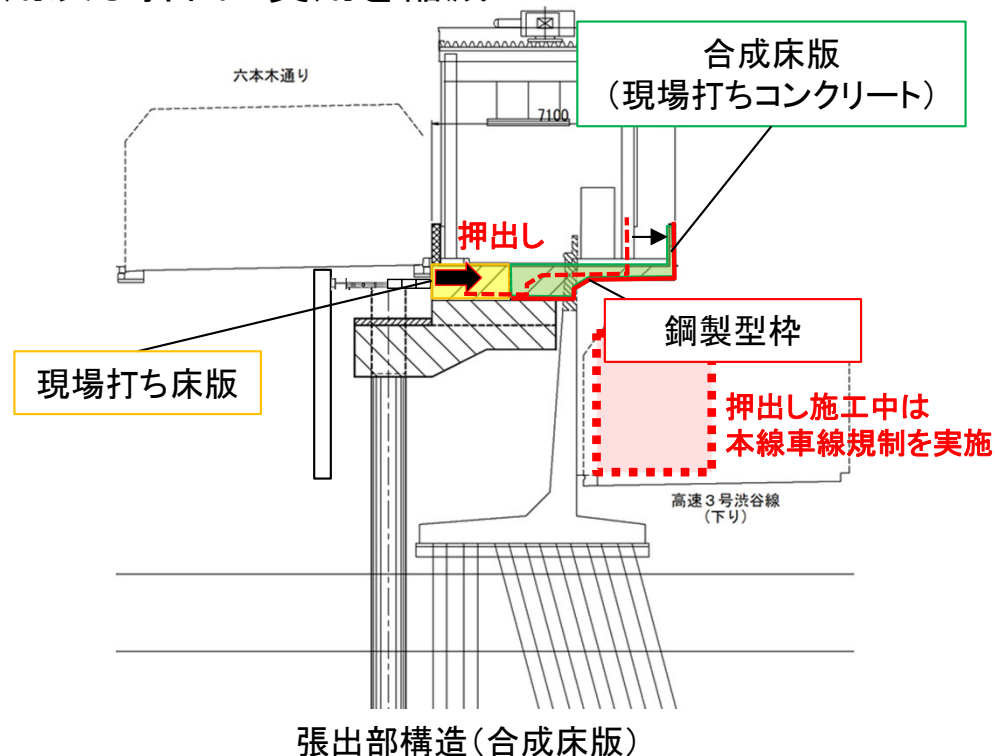 六本木通り
合成床版
（現場打ちコンクリート）
7100
押出し
鋼製型枠
現場打ち床版
押出し施工中は
本線車線規制を実施
高速３号渋谷線
（下り）
張出部構造（合成床版）